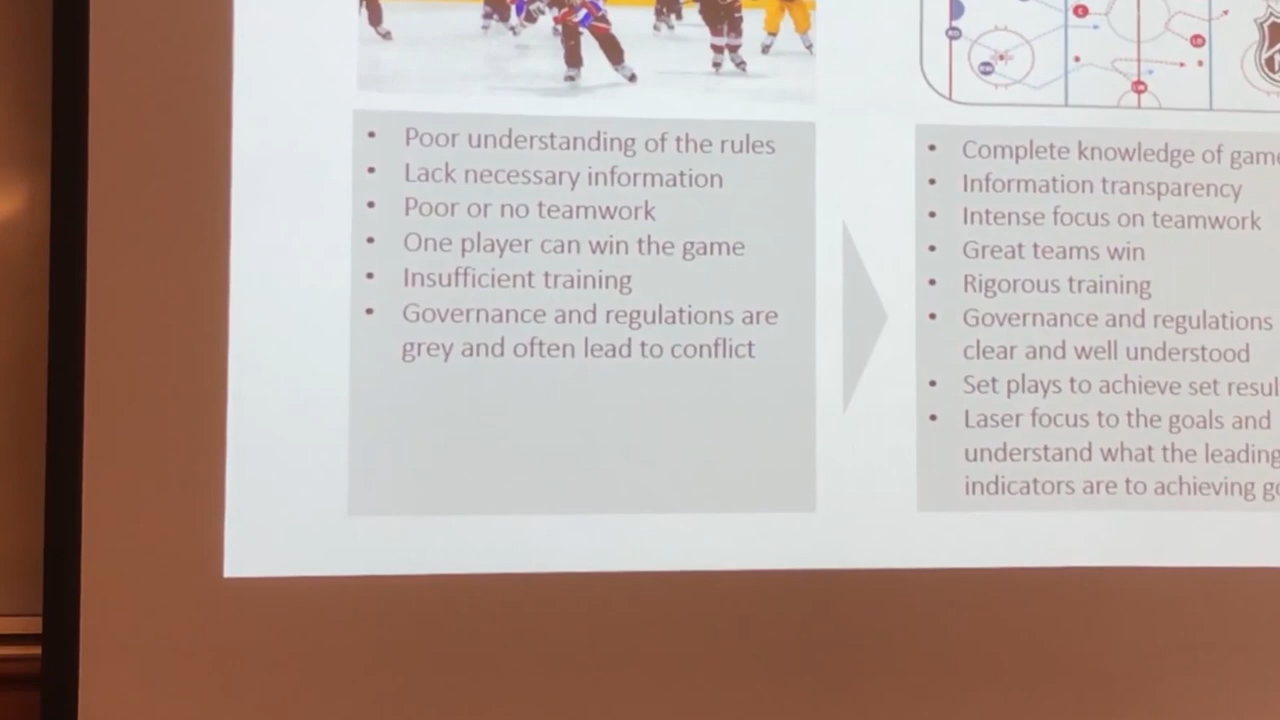 • Poor understanding of the rules
• Lack necessary information
• Poor or no teamwork
• One player can win the game
• Insufficient training
• Governance and regulations are
grey and often lead to conflict
• Complete knowledge of game
• Information transparency
• Intense focus on teamwork
• Great teams win
• Rigorous training
• Governance and regulations
clear and well understood
• Set plays to achieve set resul
• Laser focus to the goals and
understand what the leading
indicators are to achieving go